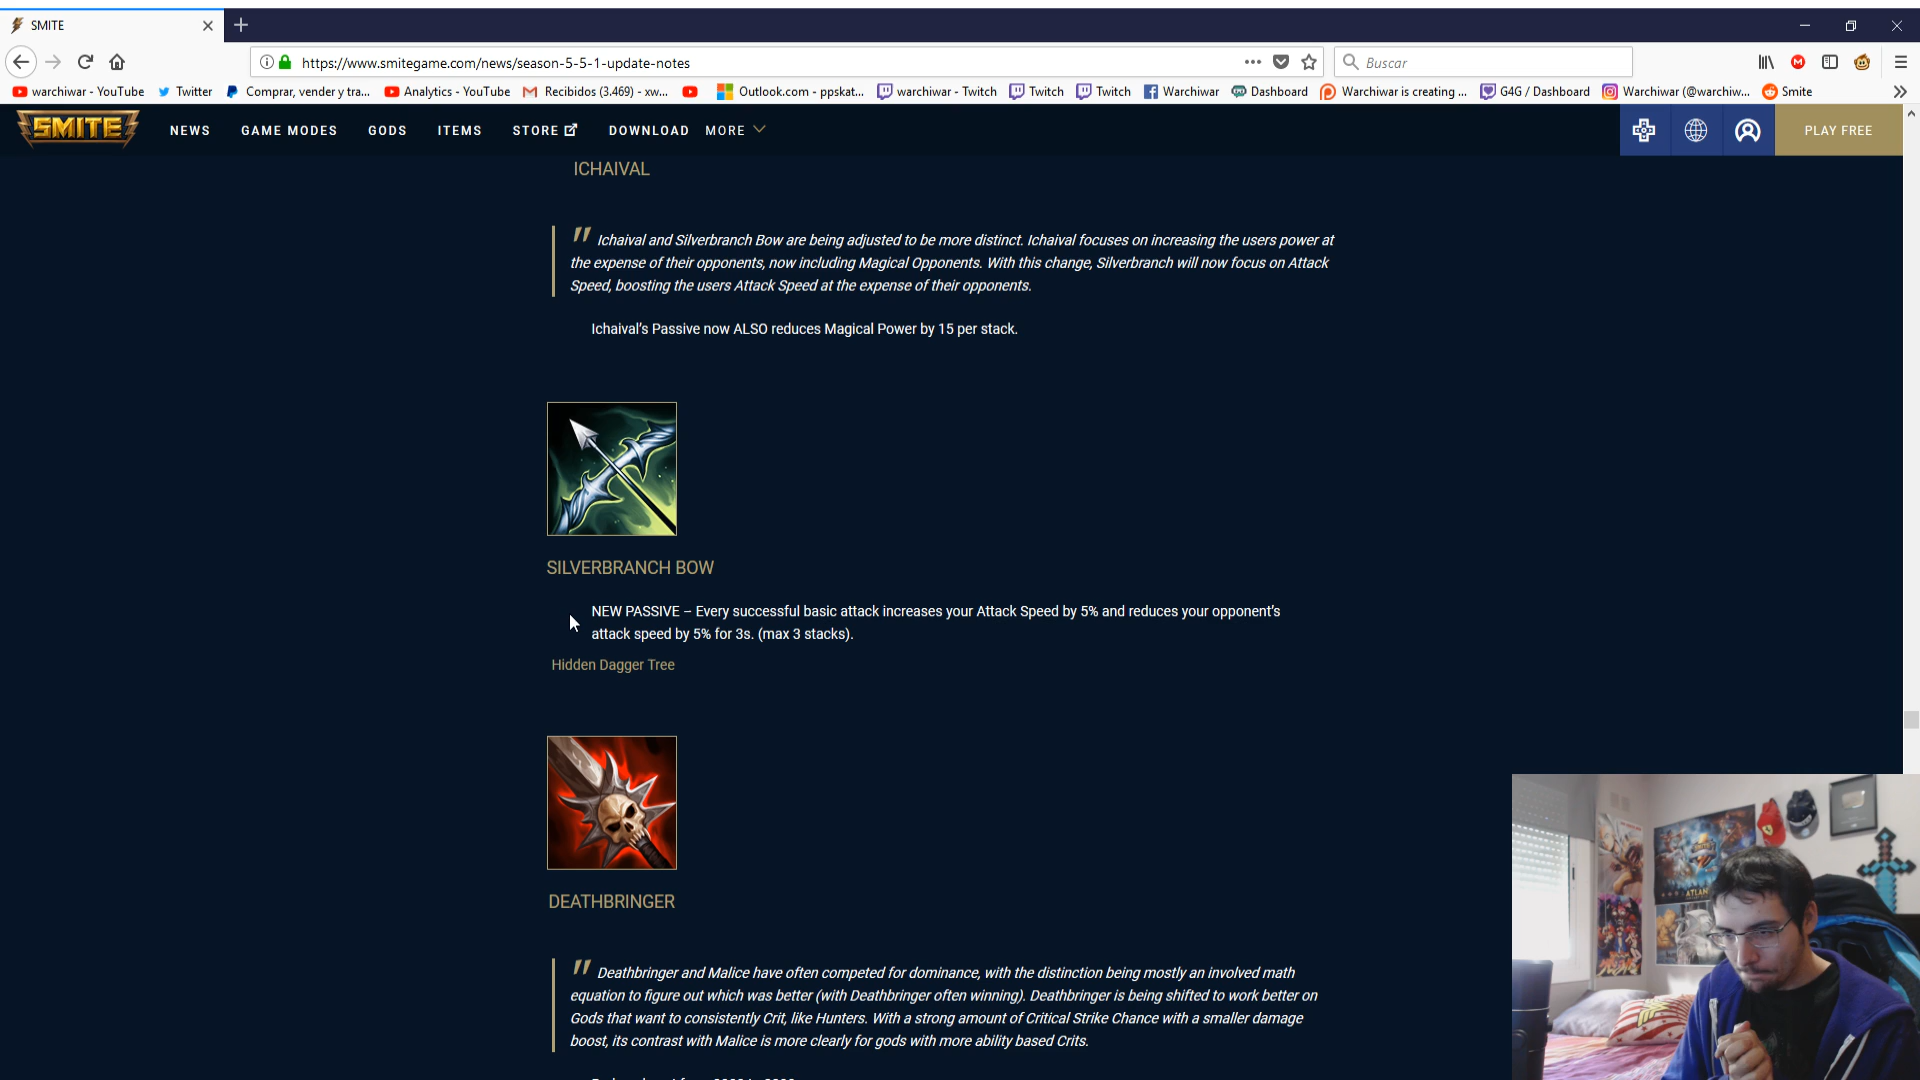 SMITE
https://www.smitegame.com/news/season-5-5-1-update-notes
Buscar
warchiwar - YouTube
Twitter
Comprar, vender y tra...
Analytics - YouTube
Recibidos (3.469) - xw...
Outlook.com - ppskat...
warchiwar - Twitch
Twitch
Twitch
Warchiwar
Dashboard
Warchiwar is creating ...
G4G / Dashboard
Warchiwar (@warchiw...
Smite
SMITE
NEWS
GAME MODES
GODS
ITEMS
STORE
DOWNLOAD
MORE
PLAY FREE
ICHAIVAL
" Ichaival and Silverbranch Bow are being adjusted to be more distinct. Ichaival focuses on increasing the users power at
the expense of their opponents, now including Magical Opponents. With this change, Silverbranch will now focus on Attack
Speed, boosting the users Attack Speed at the expense of their opponents.
Ichaival’s Passive now ALSO reduces Magical Power by 15 per stack.
SILVERBRANCH BOW
NEW PASSIVE – Every successful basic attack increases your Attack Speed by 5% and reduces your opponent’s
attack speed by 5% for 3s. (max 3 stacks).
Hidden Dagger Tree
DEATHBRINGER
" Deathbringer and Malice have often competed for dominance, with the distinction being mostly an involved math
equation to figure out which was better (with Deathbringer often winning). Deathbringer is being shifted to work better on
Gods that want to consistently Crit, like Hunters. With a strong amount of Critical Strike Chance with a smaller damage
boost, its contrast with Malice is more clearly for gods with more ability based Crits.